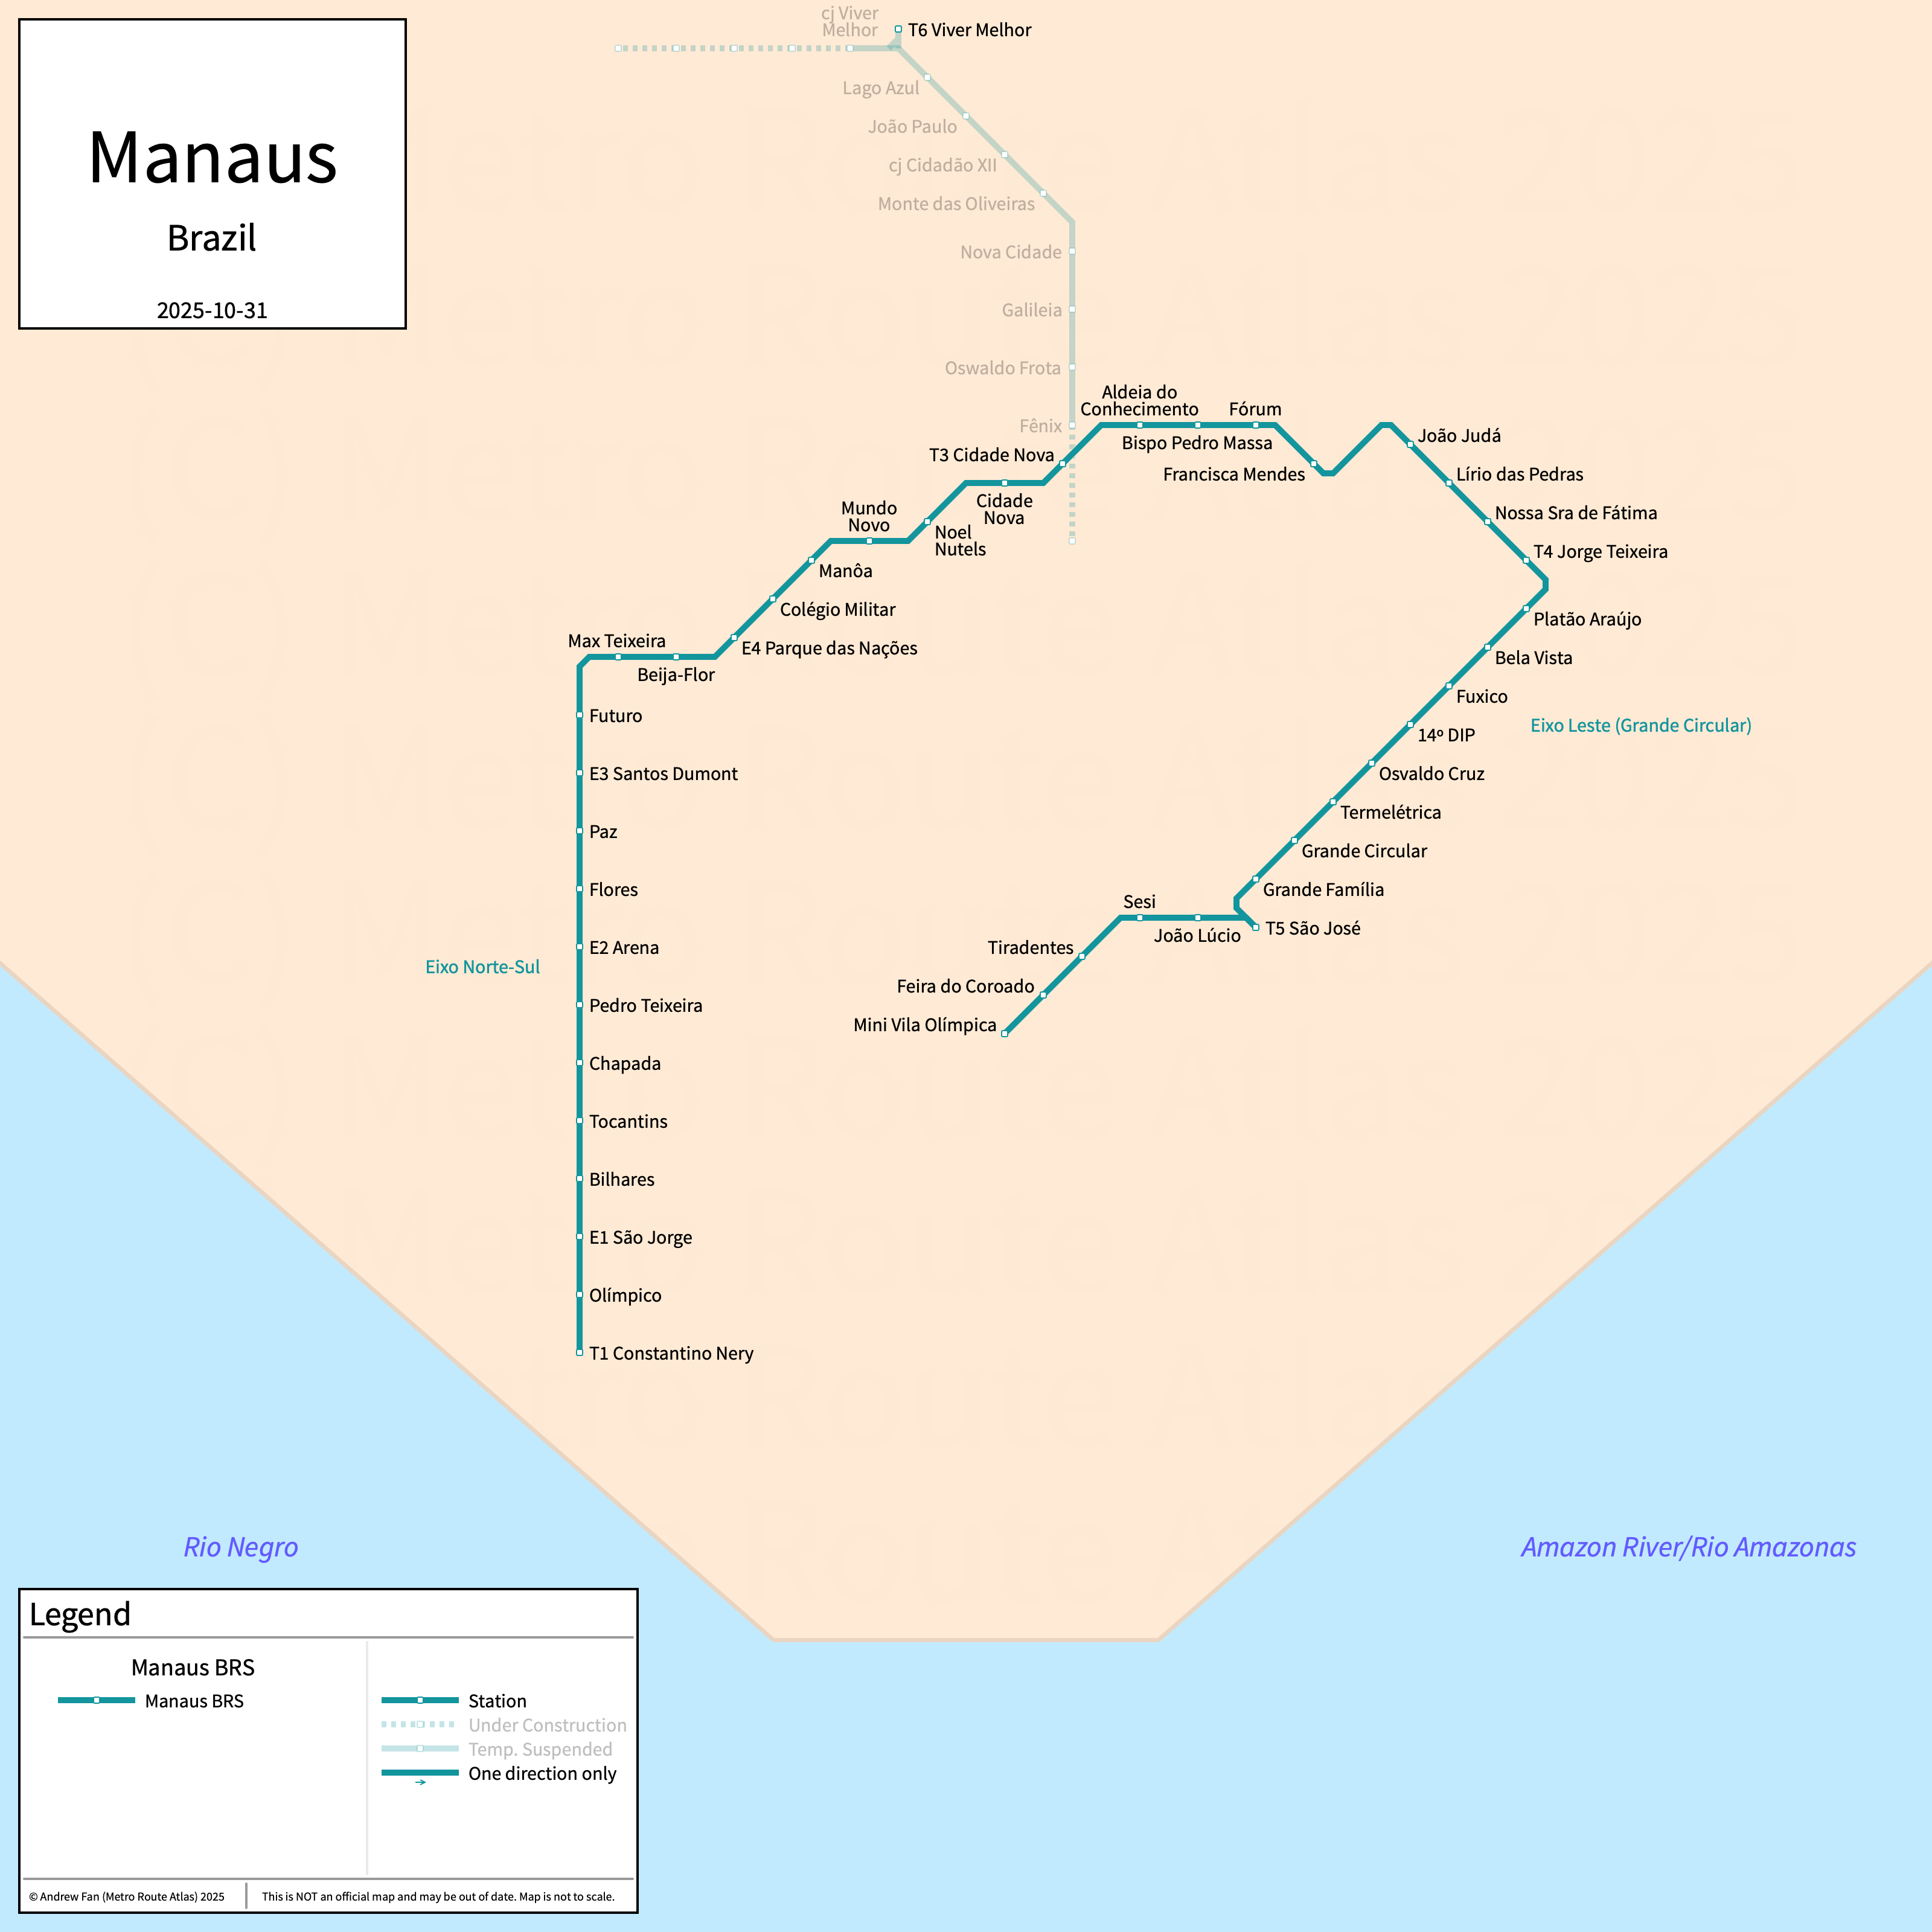 Manaus
Brazil
2025-10-31
cj Viver
Melhor
T6 Viver Melhor
Lago Azul
João Paulo
cj Cidadão XII
Monte das Oliveiras
Nova Cidade
Galileia
Oswaldo Frota
Fênix
Aldeia do
Conhecimento
Fórum
Bispo Pedro Massa
T3 Cidade Nova
Francisca Mendes
João Judá
Lírio das Pedras
Nossa Sra de Fátima
T4 Jorge Teixeira
Cidade
Nova
Mundo
Novo
Noel
Nutels
Manôa
Colégio Militar
E4 Parque das Nações
Max Teixeira
Beija-Flor
Platão Araújo
Bela Vista
Fuxico
Eixo Leste (Grande Circular)
14º DIP
Osvaldo Cruz
Termelétrica
Grande Circular
Grande Família
T5 São José
Sesi
João Lúcio
Tiradentes
Feira do Coroado
Mini Vila Olímpica
Futuro
E3 Santos Dumont
Paz
Flores
E2 Arena
Eixo Norte-Sul
Pedro Teixeira
Chapada
Tocantins
Bilhares
E1 São Jorge
Olímpico
T1 Constantino Nery
Rio Negro
Amazon River/Rio Amazonas
Legend
Manaus BRS
Manaus BRS
Station
Under Construction
Temp. Suspended
One direction only
© Andrew Fan (Metro Route Atlas) 2025
This is NOT an official map and may be out of date. Map is not to scale.